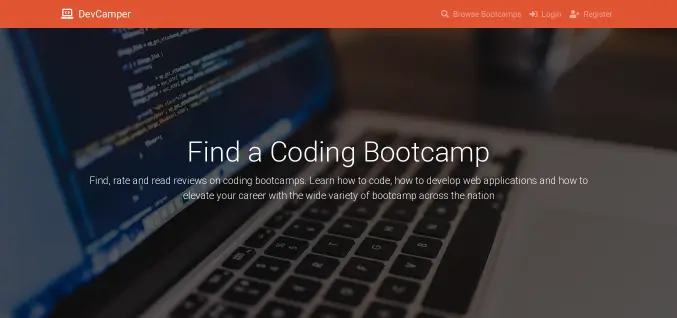 DevCamper
Browse Bootcamps
Login
Register
Find a Coding Bootcamp
Find, rate and read reviews on coding bootcamps. Learn how to code, how to develop web applications and how to
elevate your career with the wide variety of bootcamp across the nation